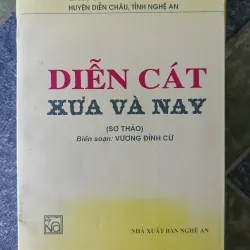 HUYỆN DIỄN CHÂU, TỈNH NGHỆ AN
DIỄN CÁT
XƯA VÀ NAY
(SƠ THẢO)
Biên soạn: VƯƠNG ĐÌNH CỪ
NHÀ XUẤT BẢN NGHỆ AN